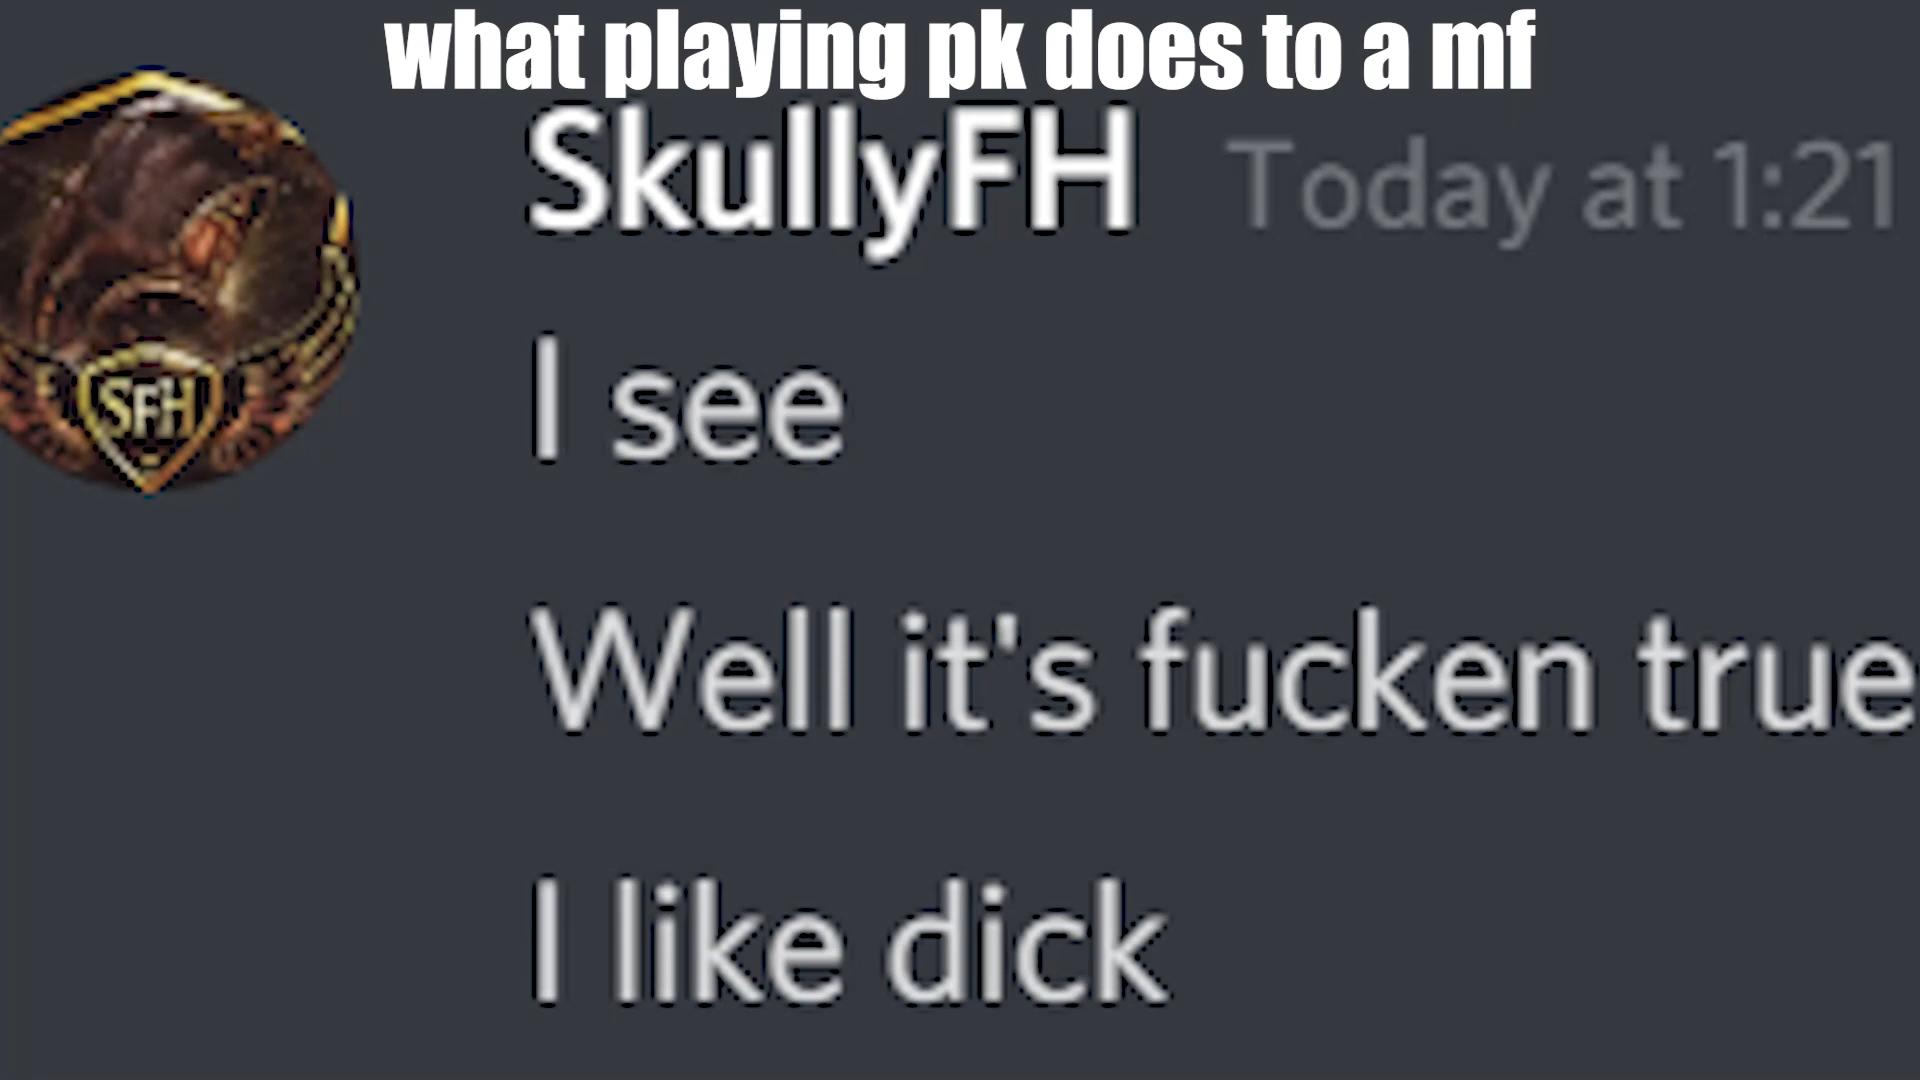 what playing pk does to a mf
SkullyFH Today at 1:21
I see
Well it's fucken true
I like dick
SFH